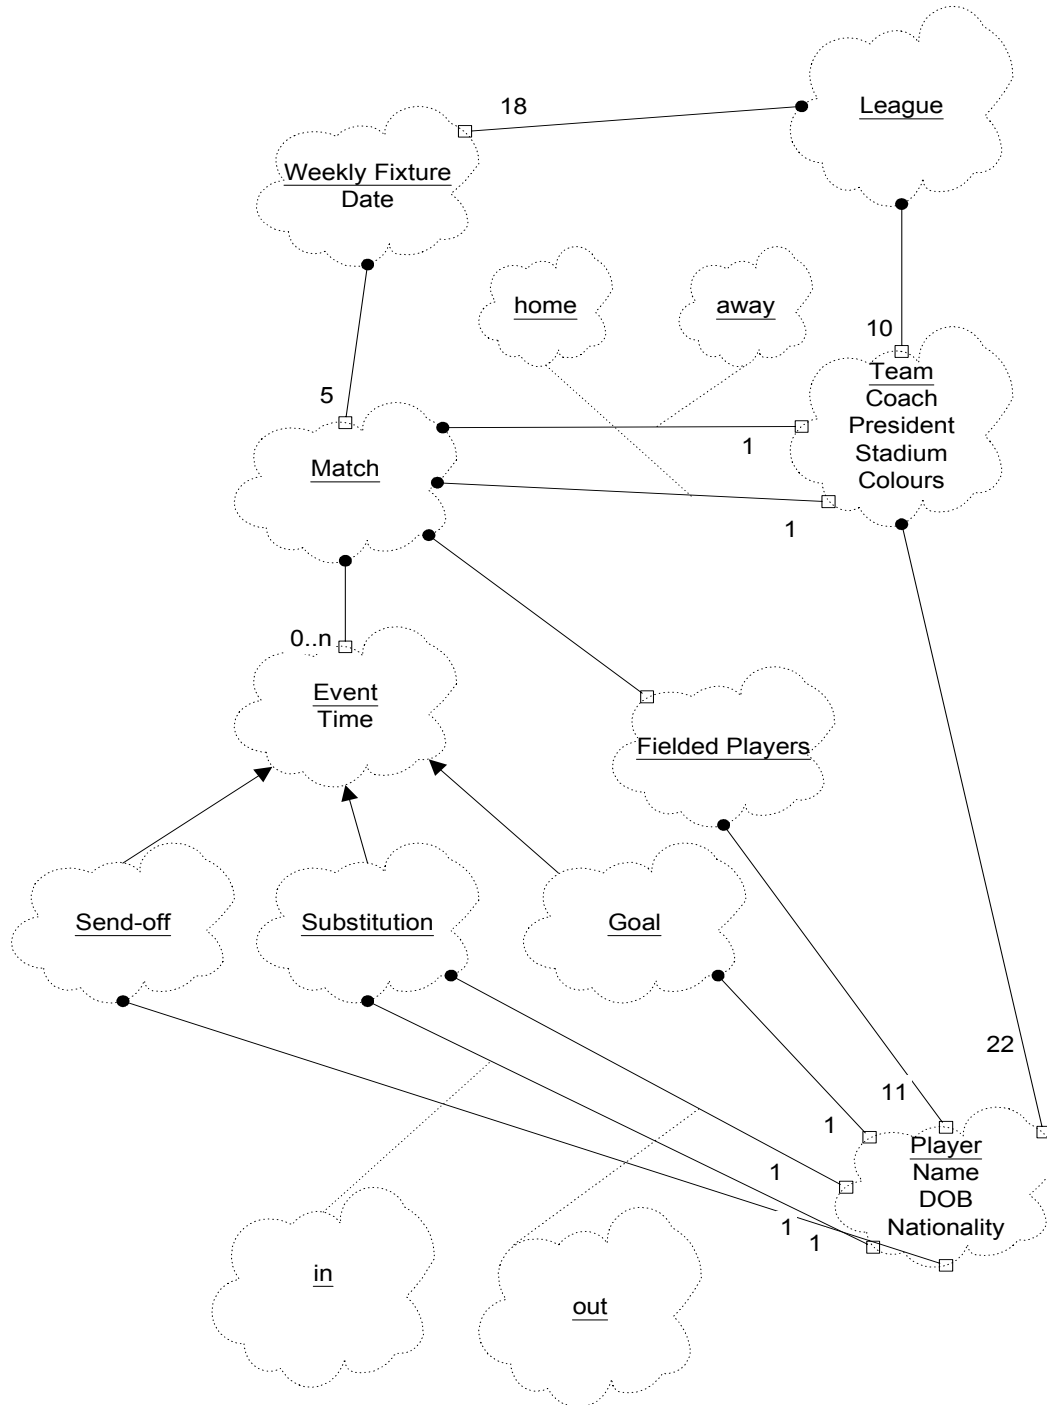 18
League
Weekly Fixture
Date
home
away
10
Team
Coach
President
Stadium
Colours
5
1
Match
1
0..n
Event
Time
Fielded Players
Send-off
Substitution
Goal
22
11
1
Player
Name
DOB
Nationality
1
1
1
in
out